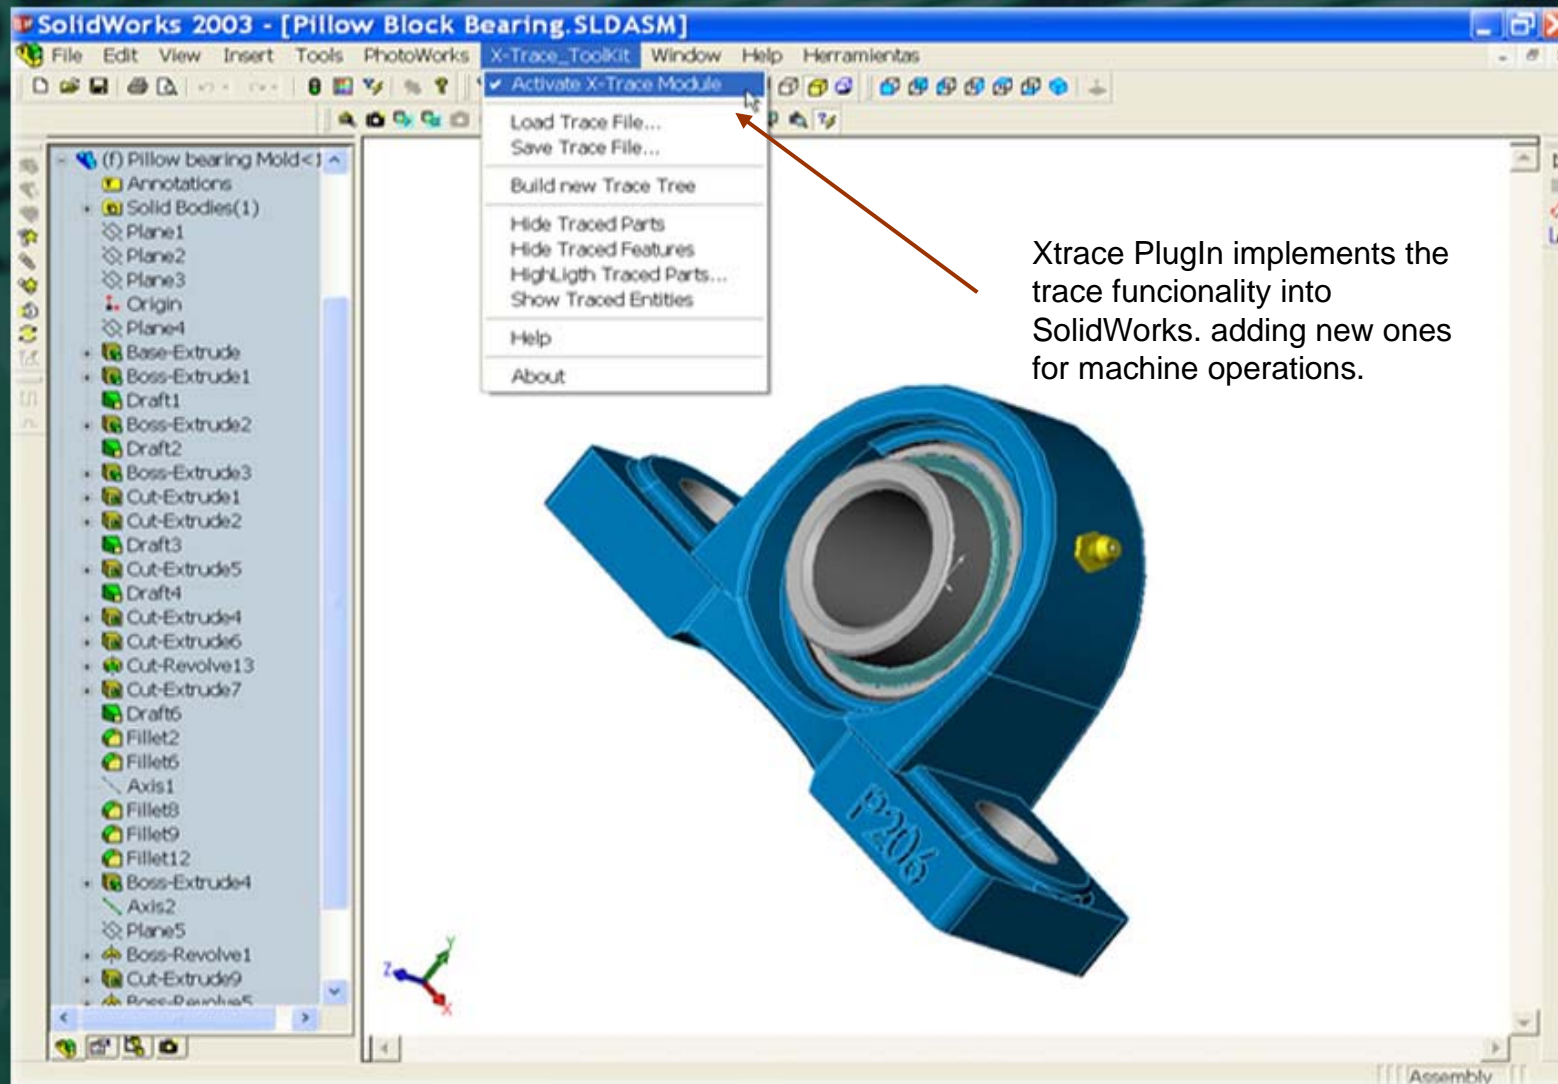 SolidWorks 2003 - [Pillow Block Bearing.SLDASM]
File Edit View Insert Tools PhotoWorks X-Trace_ToolKit Window Help Herramientas
Activate X-Trace Module
Load Trace File...
Save Trace File...
Build new Trace Tree
Hide Traced Parts
Hide Traced Features
HighLigth Traced Parts...
Show Traced Entities
Help
About
(f) Pillow bearing Mold<1
Annotations
Solid Bodies(1)
Plane1
Plane2
Plane3
Origin
Plane4
Base-Extrude
Boss-Extrude1
Draft1
Boss-Extrude2
Draft2
Boss-Extrude3
Cut-Extrude1
Cut-Extrude2
Draft3
Cut-Extrude5
Draft4
Cut-Extrude4
Cut-Extrude6
Cut-Revolve13
Cut-Extrude7
Draft6
Fillet2
Fillet6
Axis1
Fillet8
Fillet9
Fillet12
Boss-Extrude4
Axis2
Plane5
Boss-Revolve1
Cut-Extrude9
Boss-Revolve5
Xtrace PlugIn implements the
trace funcionality into
SolidWorks. adding new ones
for machine operations.
P206
Y
Z
X
Assembly